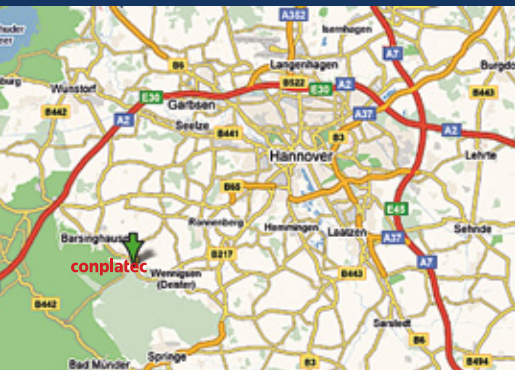 A352
Isernhagen
A7
B6
Langenhagen
Burgdo
Wunstorf
B522
E30
A2
B443
E30
Garbsen
B442
A2
A37
Seelze
B441
B3
A2
Hannover
Lehrte
B65
E45
Ronnenberg
Hemmingen
Laatzen
Sehnde
Barsinghaus
A37
B217
conplatec
Wennigsen
(Deister)
B443
A7
B442
Sarstedt
B6
Springe
Bad Münder
B3
B494